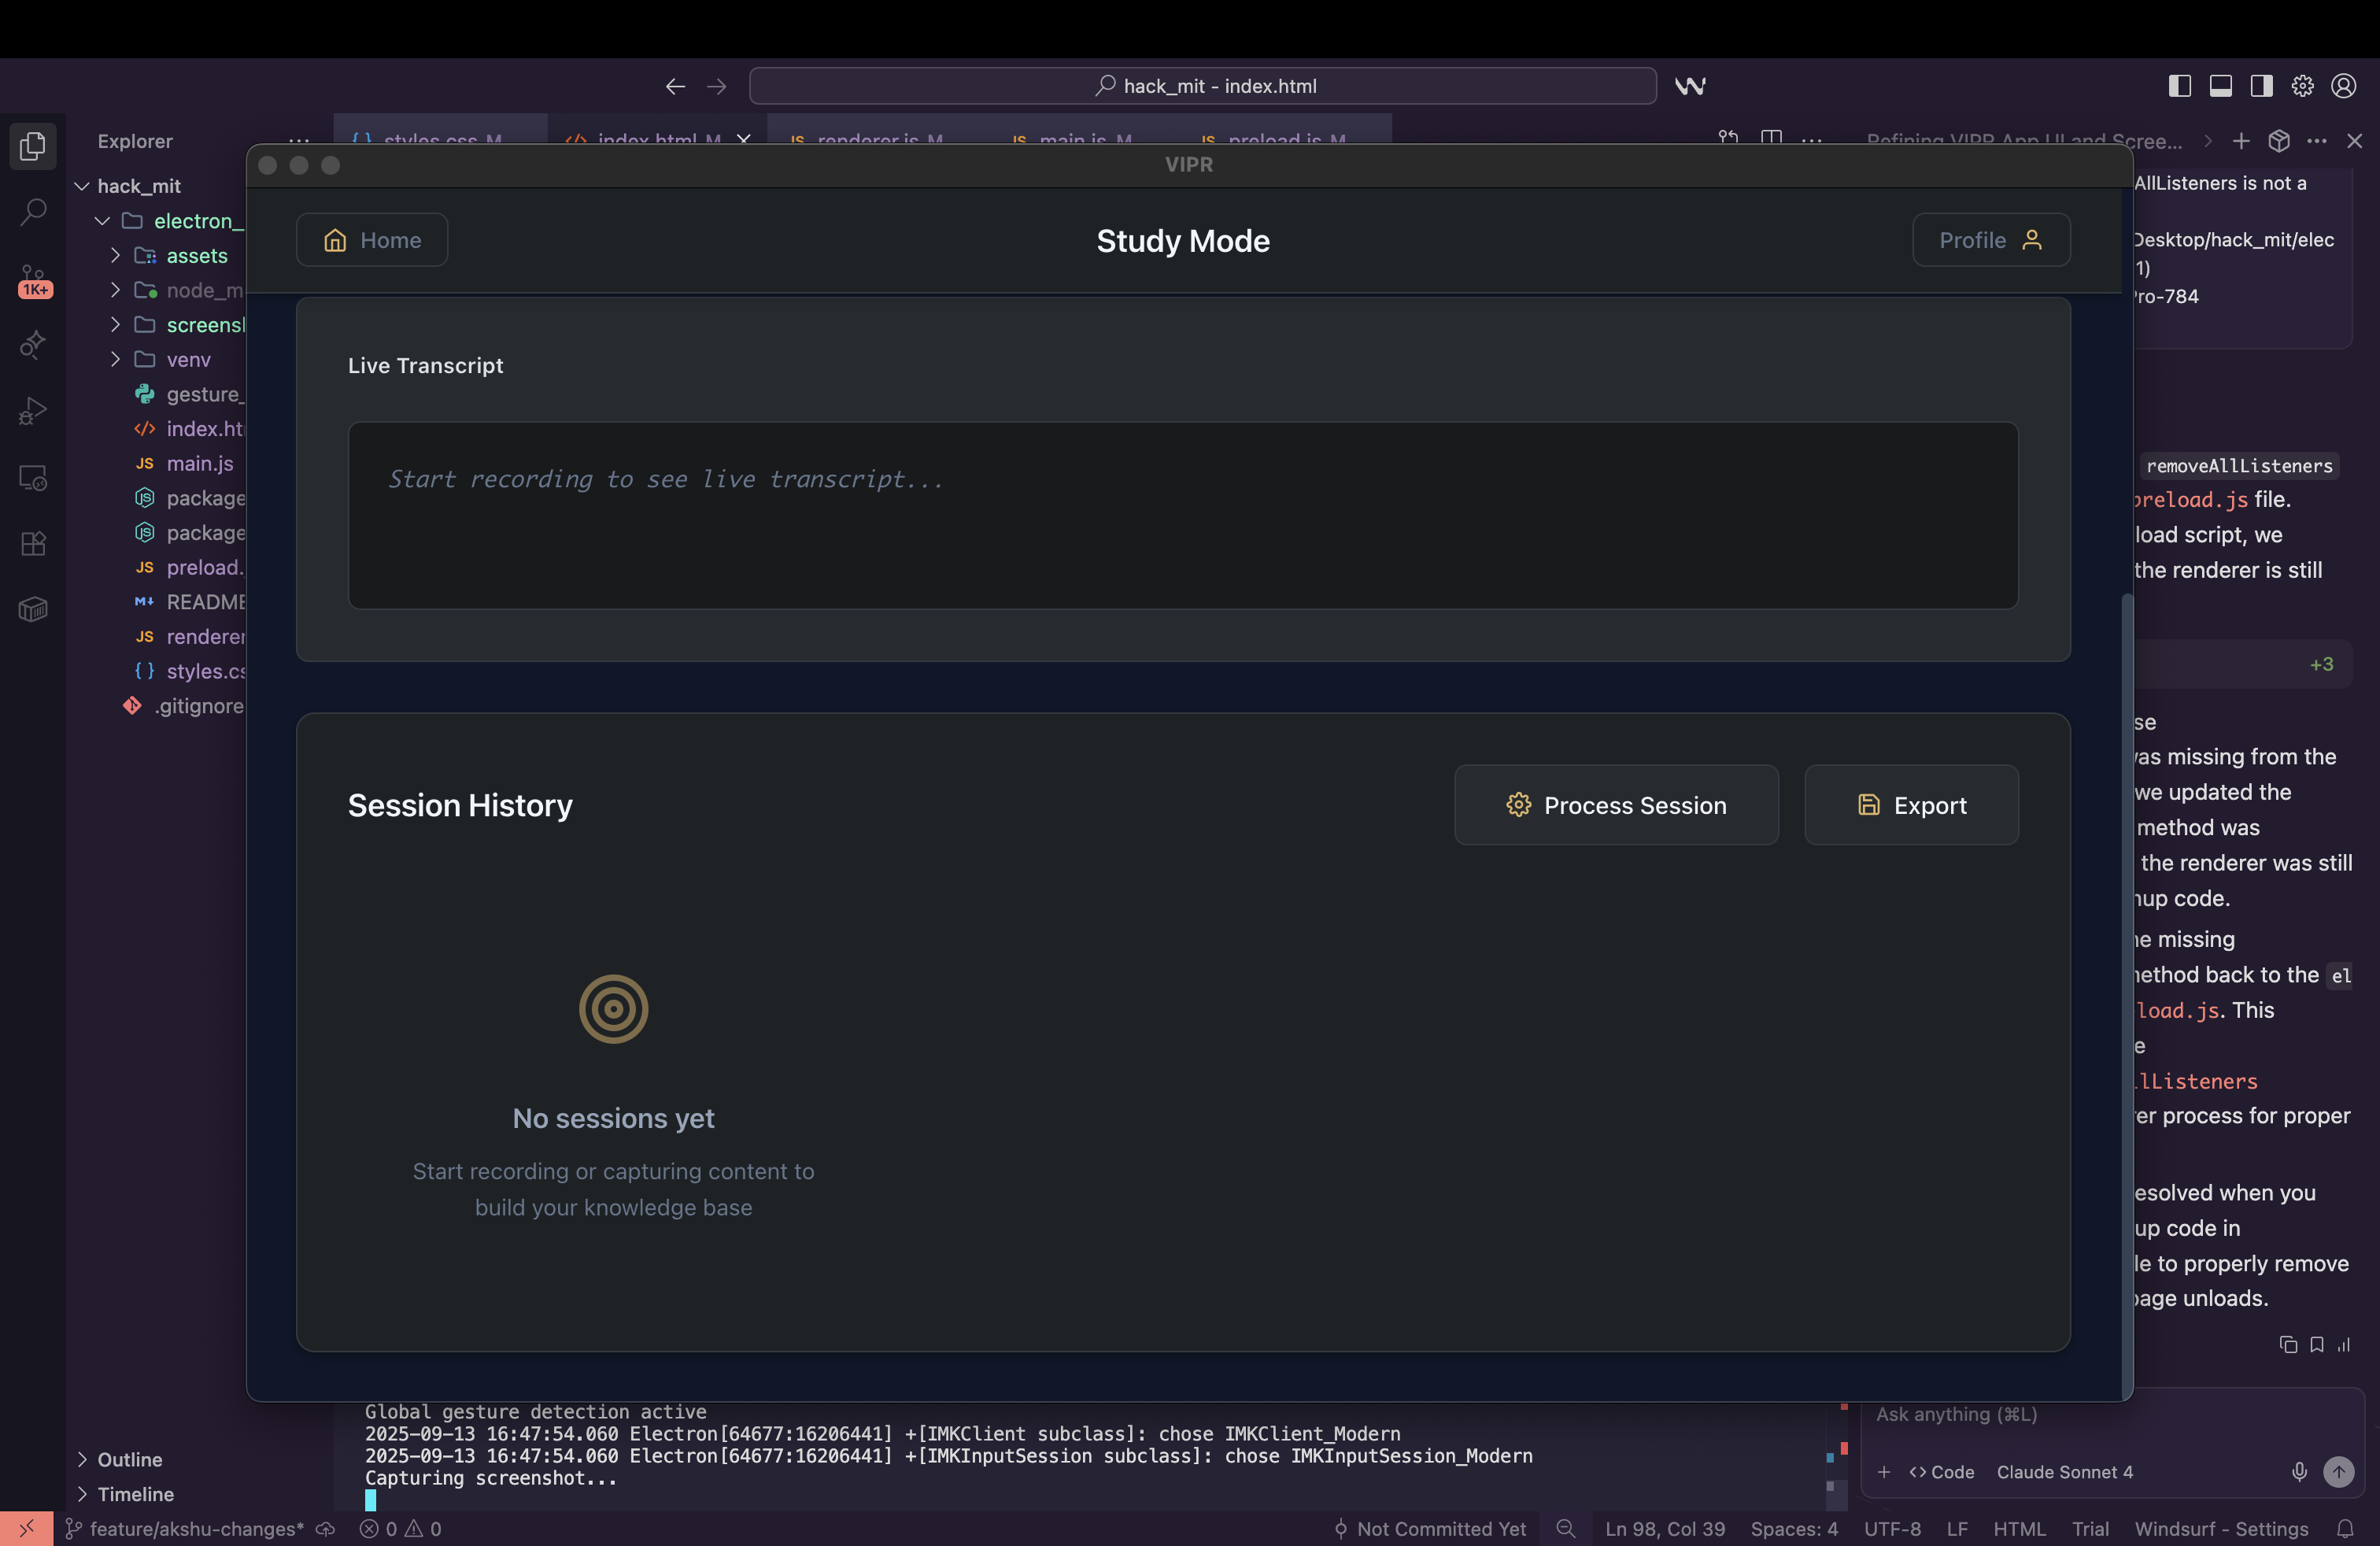 hack_mit - index.html
Explorer
styles.css M
index.html M
renderer.js M
main.js M
preload.js M
Refining VIPR App UI and Scree...
hack_mit
electron_
assets
node_m
screensh
venv
gesture_
index.ht
main.js
package
package
preload.
README
renderer
styles.cs
.gitignore
1K+
Outline
Timeline
VIPR
Home
Study Mode
Profile
Live Transcript
Start recording to see live transcript...
Session History
Process Session
Export
No sessions yet
Start recording or capturing content to
build your knowledge base
AllListeners is not a
Desktop/hack_mit/elec
1)
Pro-784
removeAllListeners
preload.js file.
load script, we
the renderer is still
+3
se
was missing from the
we updated the
method was
the renderer was still
nup code.
he missing
method back to the el
load.js. This
e
llListeners
er process for proper
esolved when you
up code in
le to properly remove
page unloads.
Global gesture detection active
2025-09-13 16:47:54.060 Electron[64677:16206441] +[IMKClient subclass]: chose IMKClient_Modern
2025-09-13 16:47:54.060 Electron[64677:16206441] +[IMKInputSession subclass]: chose IMKInputSession_Modern
Capturing screenshot...
Ask anything (⌘L)
Code
Claude Sonnet 4
feature/akshu-changes*
0
0
Not Committed Yet
Ln 98, Col 39
Spaces: 4
UTF-8
LF
HTML
Trial
Windsurf - Settings